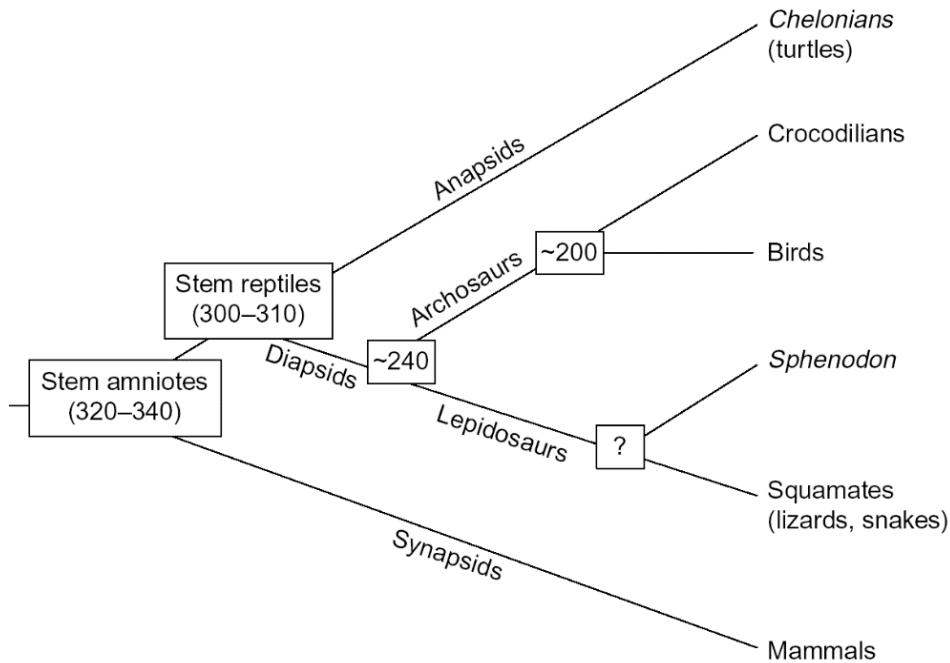 Chelonians
(turtles)
Crocodilians
Anapsids
~200
Birds
Archosaurs
Stem reptiles
(300–310)
~240
Diapsids
Sphenodon
Stem amniotes
(320–340)
Lepidosaurs
?
Squamates
(lizards, snakes)
Synapsids
Mammals